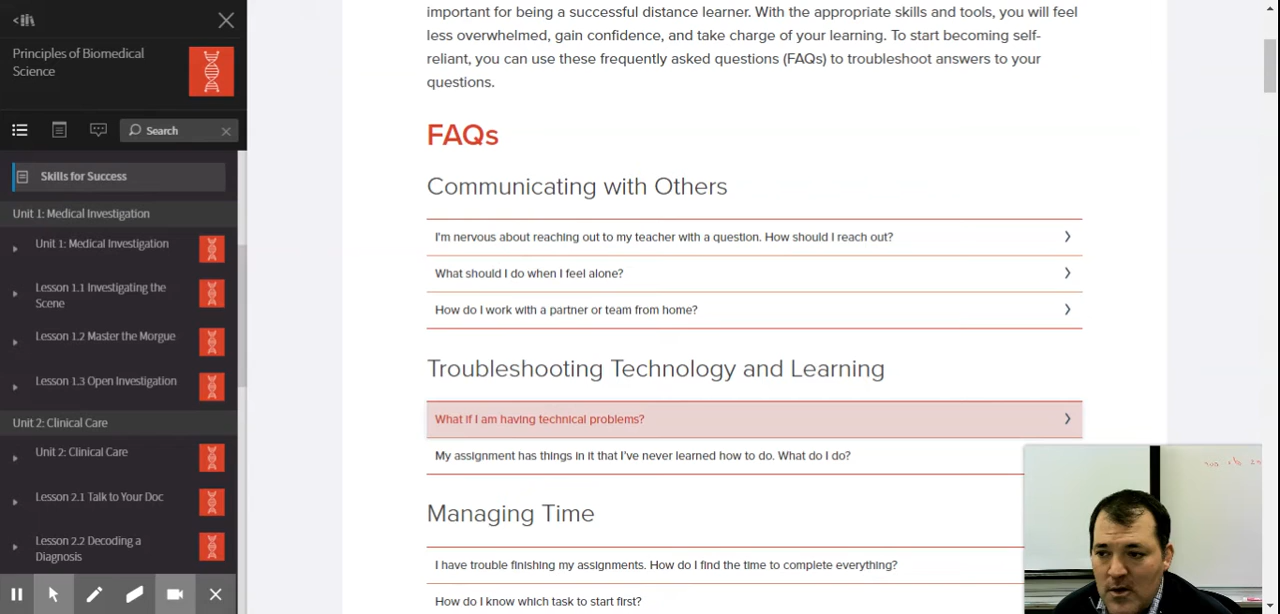 Principles of Biomedical
Science
Search
Skills for Success
Unit 1: Medical Investigation
Unit 1: Medical Investigation
Lesson 1.1 Investigating the
Scene
Lesson 1.2 Master the Morgue
Lesson 1.3 Open Investigation
Unit 2: Clinical Care
Unit 2: Clinical Care
Lesson 2.1 Talk to Your Doc
Lesson 2.2 Decoding a
Diagnosis
important for being a successful distance learner. With the appropriate skills and tools, you will feel
less overwhelmed, gain confidence, and take charge of your learning. To start becoming self-
reliant, you can use these frequently asked questions (FAQs) to troubleshoot answers to your
questions.
FAQs
Communicating with Others
I'm nervous about reaching out to my teacher with a question. How should I reach out?
What should I do when I feel alone?
How do I work with a partner or team from home?
Troubleshooting Technology and Learning
What if I am having technical problems?
My assignment has things in it that I've never learned how to do. What do I do?
Managing Time
I have trouble finishing my assignments. How do I find the time to complete everything?
How do I know which task to start first?